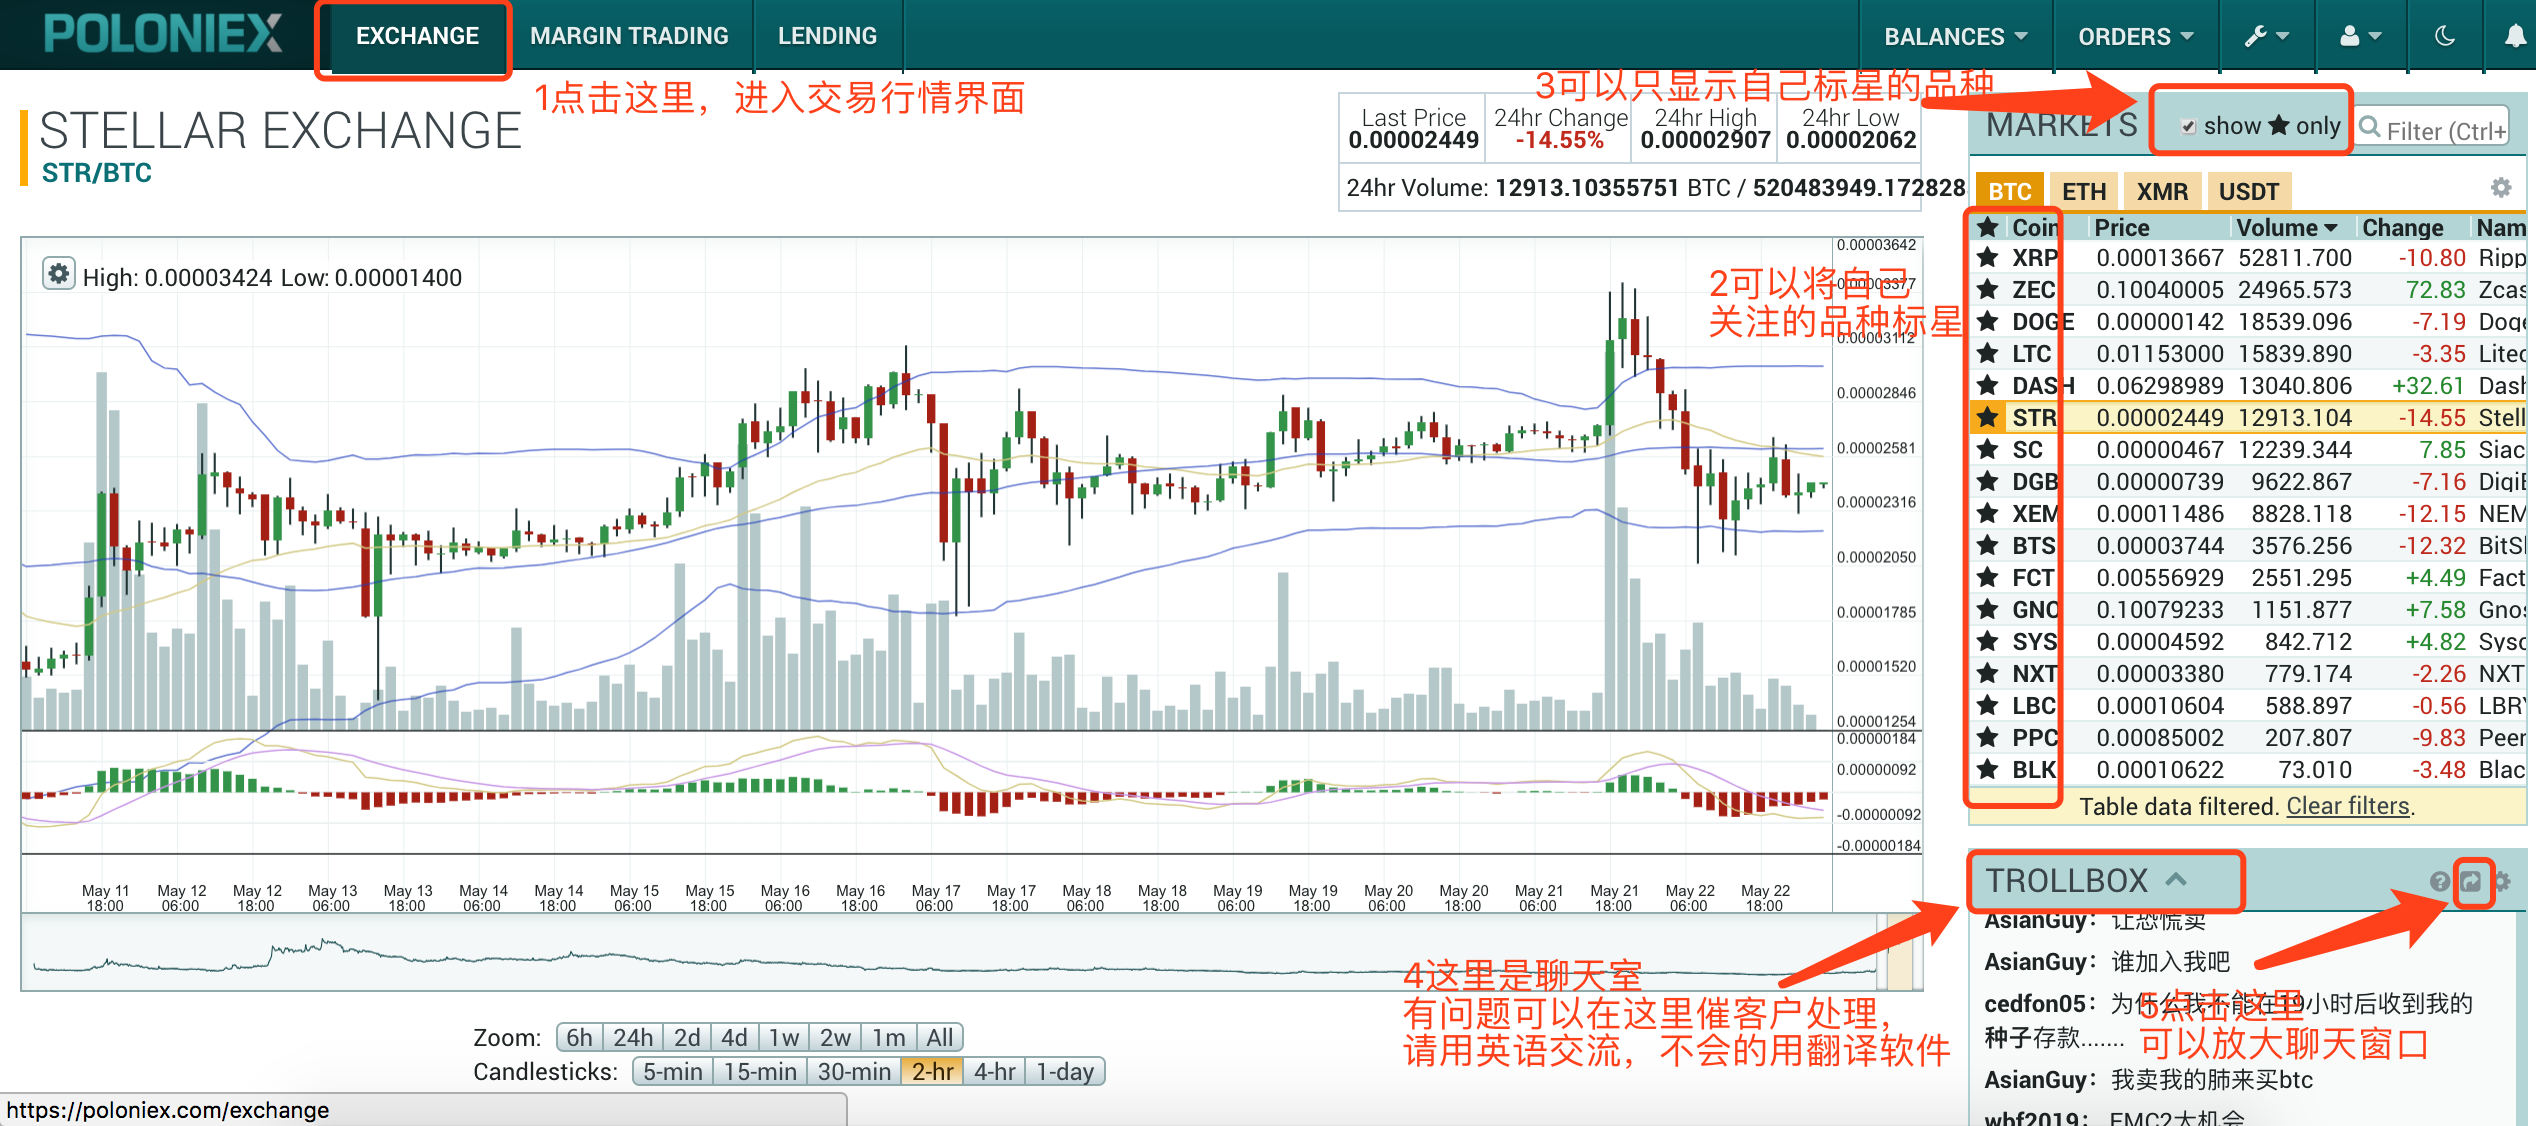 POLONIEX
EXCHANGE
MARGIN TRADING
LENDING
BALANCES
ORDERS
1点击这里，进入交易行情界面
STELLAR EXCHANGE
STR/BTC
Last Price
0.00002449
24hr Change
-14.55%
24hr High
0.00002907
24hr Low
0.00002062
24hr Volume: 12913.10355751 BTC / 520483949.172828
3可以只显示自己标星的品种
MARKETS
show ★ only
Filter (Ctrl+
High: 0.00003424 Low: 0.00001400
2可以将自己
关注的品种标星
0.00003642
0.00003377
0.00003112
0.00002846
0.00002581
0.00002316
0.00002050
0.00001785
0.00001520
0.00001254
0.00000184
0.00000092
-0.00000092
-0.00000184
May 11 18:00
May 12 06:00
May 12 18:00
May 13 06:00
May 13 18:00
May 14 06:00
May 14 18:00
May 15 06:00
May 15 18:00
May 16 06:00
May 16 18:00
May 17 06:00
May 17 18:00
May 18 06:00
May 18 18:00
May 19 06:00
May 19 18:00
May 20 06:00
May 20 18:00
May 21 06:00
May 21 18:00
May 22 06:00
May 22 18:00
BTC ETH XMR USDT
★ Coin Price Volume Change Nam
★ XRP 0.00013667 52811.700 -10.80 Ripp
★ ZEC 0.10040005 24965.573 72.83 Zcas
★ DOGE 0.00000142 18539.096 -7.19 Doge
★ LTC 0.01153000 15839.890 -3.35 Litec
★ DASH 0.06298989 13040.806 +32.61 Dash
★ STR 0.00002449 12913.104 -14.55 Stell
★ SC 0.00000467 12239.344 7.85 Siac
★ DGB 0.00000739 9622.867 -7.16 DigiB
★ XEM 0.00011486 8828.118 -12.15 NEM
★ BTS 0.00003744 3576.256 -12.32 BitSl
★ FCT 0.00556929 2551.295 +4.49 Fact
★ GNO 0.10079233 1151.877 +7.58 Gnos
★ SYS 0.00004592 842.712 +4.82 Sysc
★ NXT 0.00003380 779.174 -2.26 NXT
★ LBC 0.00010604 588.897 -0.56 LBRY
★ PPC 0.00085002 207.807 -9.83 Peer
★ BLK 0.00010622 73.010 -3.48 Blac
Table data filtered. Clear filters.
TROLLBOX
AsianGuy: 让恐慌卖
AsianGuy: 谁加入我吧
cedfon05: 为什么我不能在19小时后收到我的
种子存款.......
AsianGuy: 我卖我的肺来买btc
wbf2019: EMC2大机会
4这里是聊天室
有问题可以在这里催客户处理，
请用英语交流，不会的用翻译软件
5点击这里
可以放大聊天窗口
Zoom: 6h 24h 2d 4d 1w 2w 1m All
Candlesticks: 5-min 15-min 30-min 2-hr 4-hr 1-day
https://poloniex.com/exchange